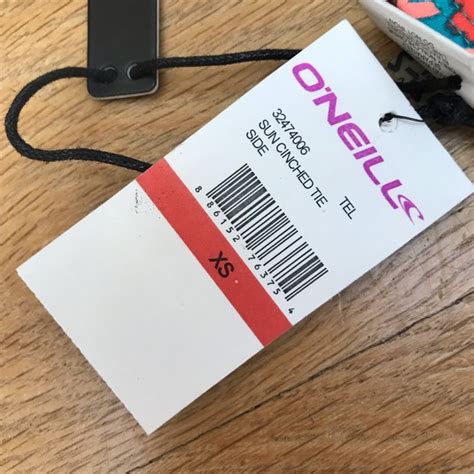 O'NEILL
32474006 TEL
SUN CINCHED TIE
SIDE
8 86152 76375 4
XS